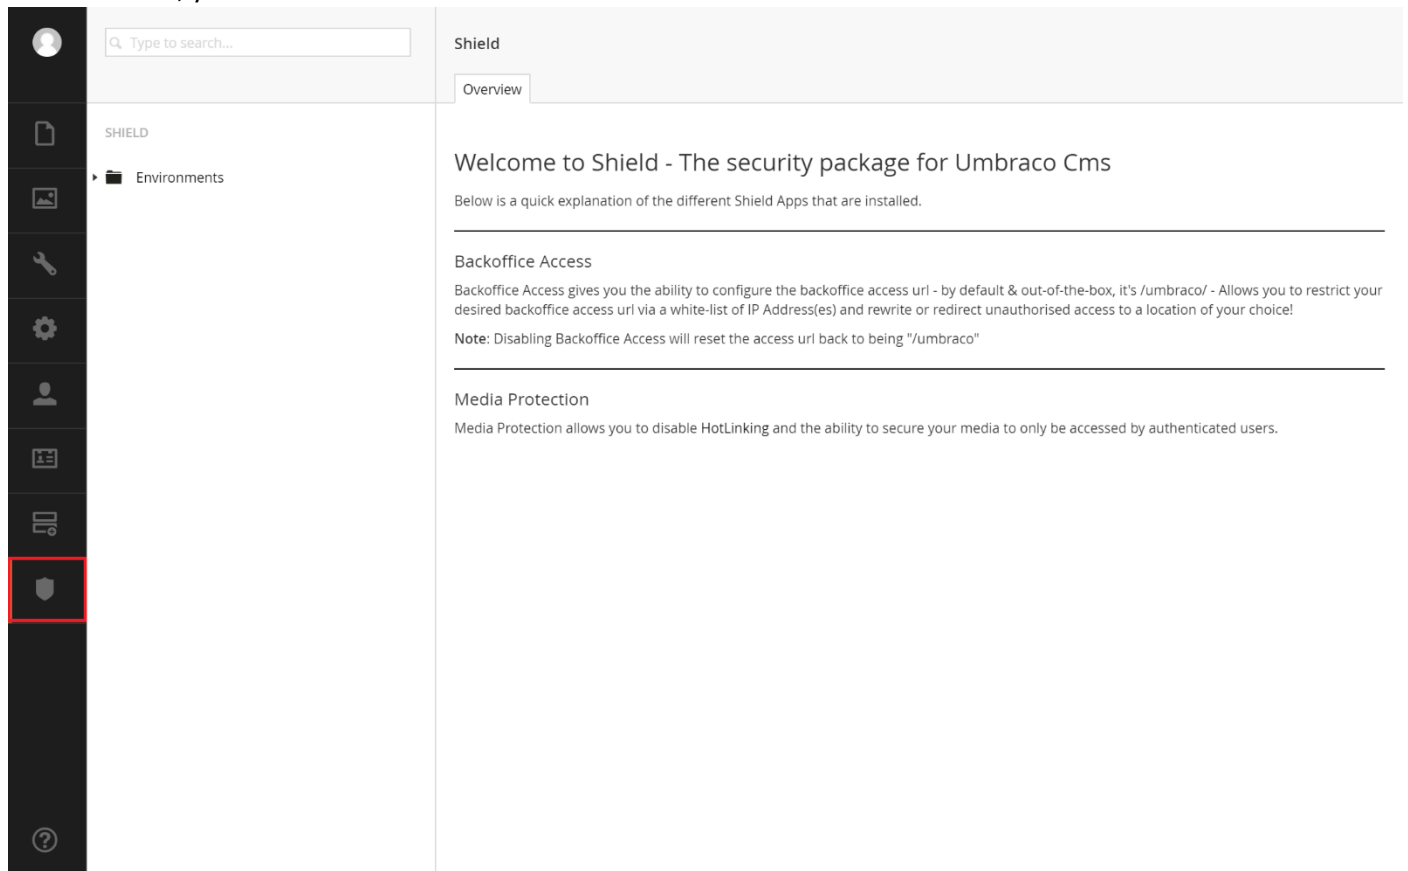 Type to search...
Shield
Overview
SHIELD
Environments
Welcome to Shield - The security package for Umbraco Cms
Below is a quick explanation of the different Shield Apps that are installed.
Backoffice Access
Backoffice Access gives you the ability to configure the backoffice access url - by default & out-of-the-box, it's /umbraco/ - Allows you to restrict your
desired backoffice access url via a white-list of IP Address(es) and rewrite or redirect unauthorised access to a location of your choice!
Note: Disabling Backoffice Access will reset the access url back to being "/umbraco"
Media Protection
Media Protection allows you to disable HotLinking and the ability to secure your media to only be accessed by authenticated users.